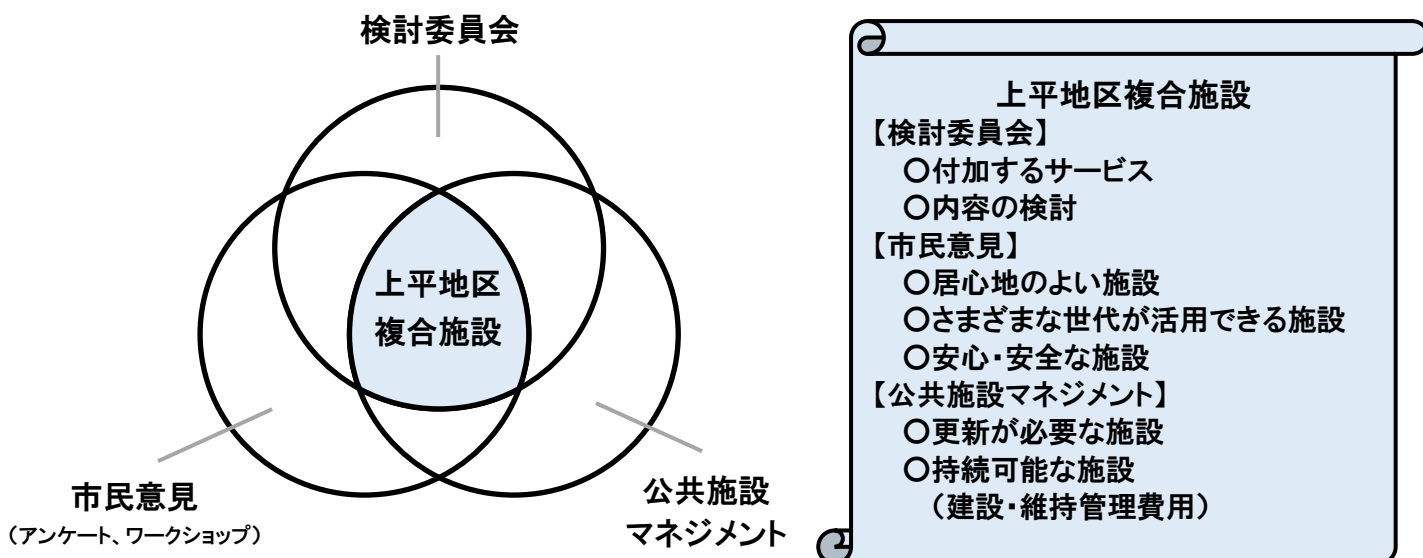 検討委員会
上平地区
複合施設
市民意見
（アンケート、ワークショップ）
公共施設
マネジメント
上平地区複合施設
【検討委員会】
○付加するサービス
○内容の検討
【市民意見】
○居心地のよい施設
○さまざまな世代が活用できる施設
○安心・安全な施設
【公共施設マネジメント】
○更新が必要な施設
○持続可能な施設
（建設・維持管理費用）